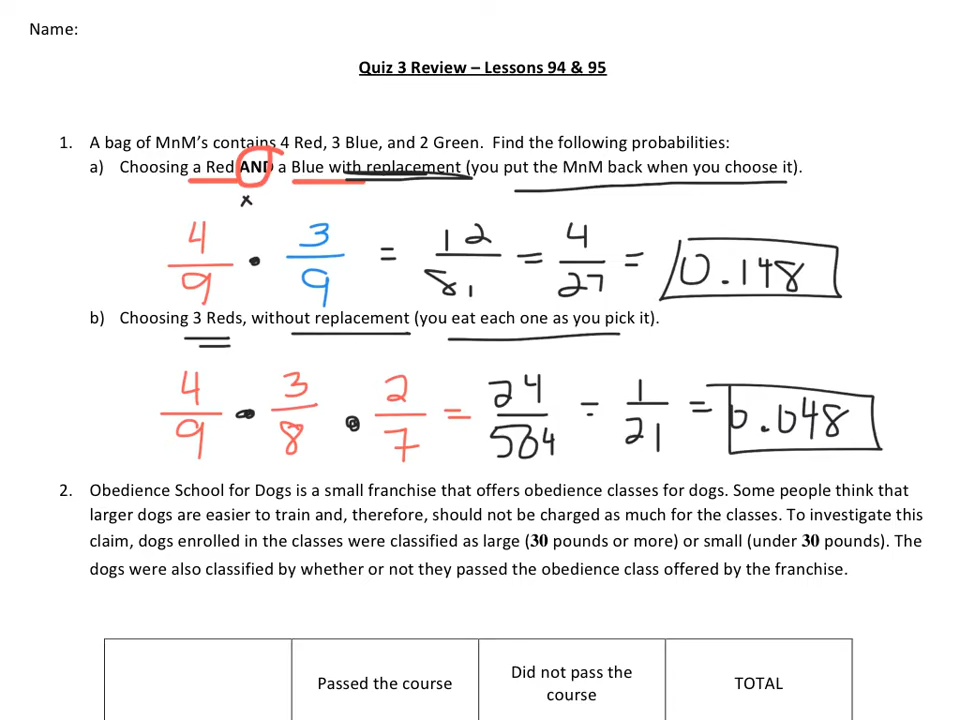 Name:
Quiz 3 Review – Lessons 94 & 95
1. A bag of MnM's contains 4 Red, 3 Blue, and 2 Green. Find the following probabilities:
a) Choosing a Red AND a Blue with replacement (you put the MnM back when you choose it).
x
4/9 · 3/9 = 12/81 = 4/27 = 0.148
b) Choosing 3 Reds, without replacement (you eat each one as you pick it).
4/9 · 3/8 · 2/7 = 24/504 = 1/21 = 0.048
2. Obedience School for Dogs is a small franchise that offers obedience classes for dogs. Some people think that
larger dogs are easier to train and, therefore, should not be charged as much for the classes. To investigate this
claim, dogs enrolled in the classes were classified as large (30 pounds or more) or small (under 30 pounds). The
dogs were also classified by whether or not they passed the obedience class offered by the franchise.
Passed the course
Did not pass the
course
TOTAL